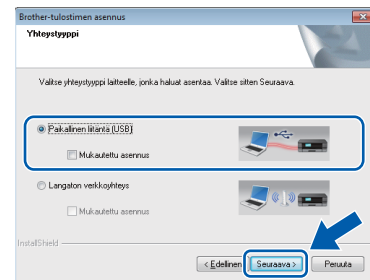 Brother-tulostimen asennus
Yhteystyyppi
Valitse yhteystyyppi laitteelle, jonka haluat asentaa. Valitse sitten Seuraava.
Paikallinen liitäntä (USB)
Mukautettu asennus
Langaton verkkoyhteys
Mukautettu asennus
InstallShield
< Edellinen Seuraava > Peruuta